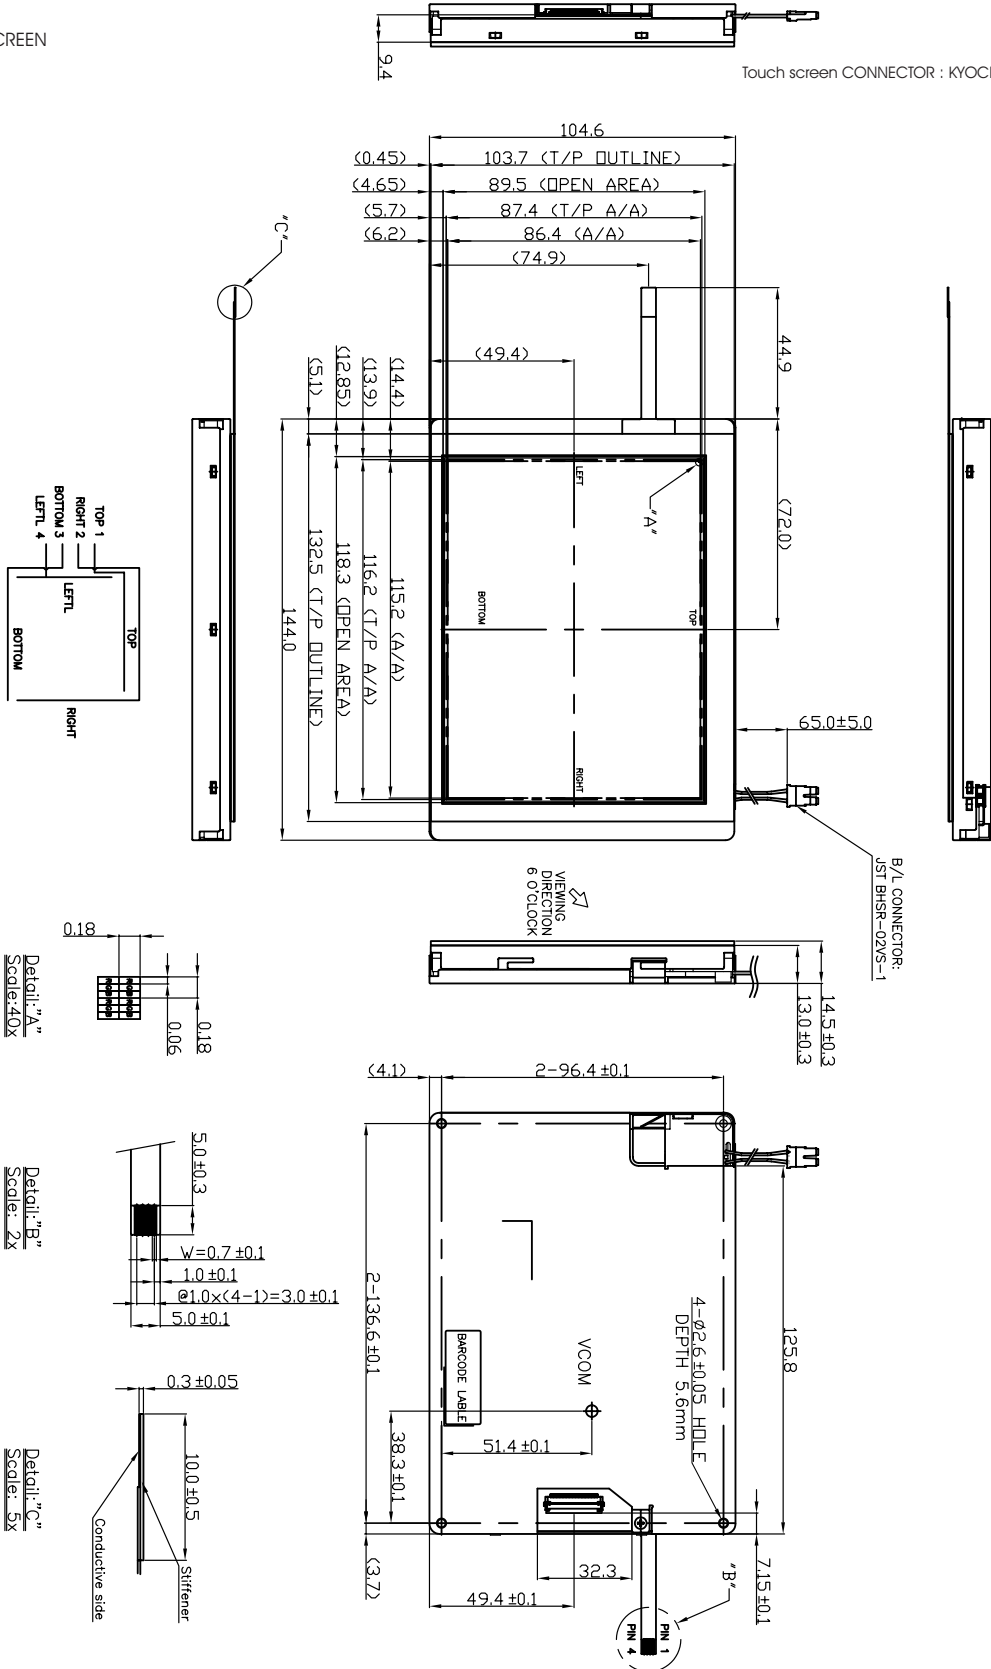 CREEN
9.4
Touch screen CONNECTOR : KYOCE
104.6
(0.45)
103.7 (T/P OUTLINE)
(4.65)
89.5 (OPEN AREA)
(5.7)
87.4 (T/P A/A)
(6.2)
86.4 (A/A)
(74.9)
"C"
44.9
(49.4)
(5.1)
(12.85)
(13.9)
(14.4)
(72.0)
"A"
LEFT
TOP
BOTTOM
RIGHT
115.2 (A/A)
116.2 (T/P A/A)
118.3 (OPEN AREA)
132.5 (T/P OUTLINE)
144.0
65.0±5.0
B/L CONNECTOR:
JST BHSR-02VS-1
TOP 1
RIGHT 2
BOTTOM 3
LEFTL 4
TOP
LEFTL
BOTTOM
RIGHT
VIEWING
DIRECTION
6 O'CLOCK
14.5±0.3
13.0±0.3
0.18
0.18
0.06
RGB RGB
RGB RGB
Detail:"A"
Scale:40x
(4.1)
2-96.4±0.1
125.8
2-136.6±0.1
4-Ø2.6±0.05 HOLE
DEPTH 5.6mm
VCOM
BARCODE LABLE
51.4±0.1
38.3±0.1
(3.7)
32.3
49.4±0.1
7.15±0.1
"B"
PIN 1
PIN 4
5.0±0.3
W=0.7±0.1
1.0±0.1
@1.0x(4-1)=3.0±0.1
5.0±0.1
Detail:"B"
Scale: 2x
0.3±0.05
10.0±0.5
Stiffener
Conductive side
Detail:"C"
Scale: 5x